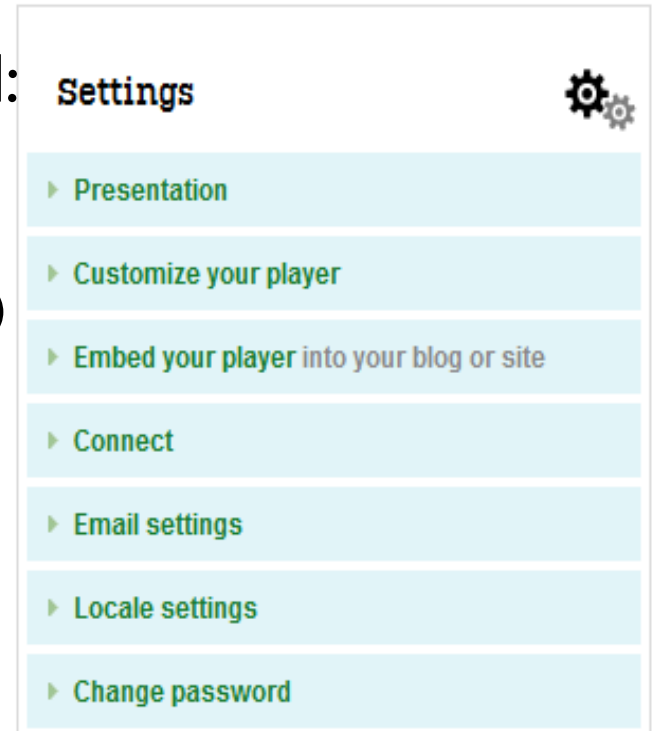 l:
Settings
Presentation
Customize your player
)
Embed your player into your blog or site
Connect
Email settings
Locale settings
Change password